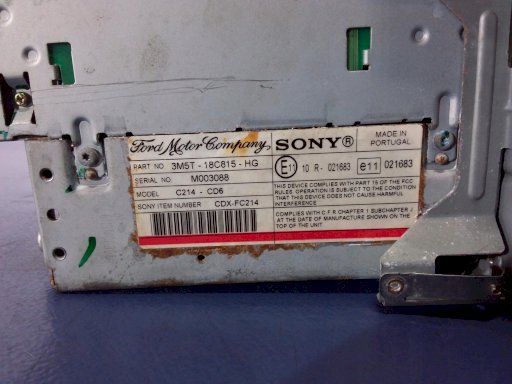 Ford Motor Company
SONY®
MADE IN
PORTUGAL
PART NO 3M5T - 18C815 - HG
SERIAL NO M003088
MODEL C214 - CD6
SONY ITEM NUMBER CDX-FC214
E11 10 R - 021683 e11 021683
THIS DEVICE COMPLIES WITH PART 15 OF THE FCC
RULES OPERATION IS SUBJECT TO THE CONDITION
THAT THIS DEVICE DOES NOT CAUSE HARMFUL
INTERFERENCE
COMPLIES WITH C F R CHAPTER 1 SUBCHAPTER J
AT THE DATE OF MANUFACTURE SHOWN ON THE
TOP OF THE UNIT